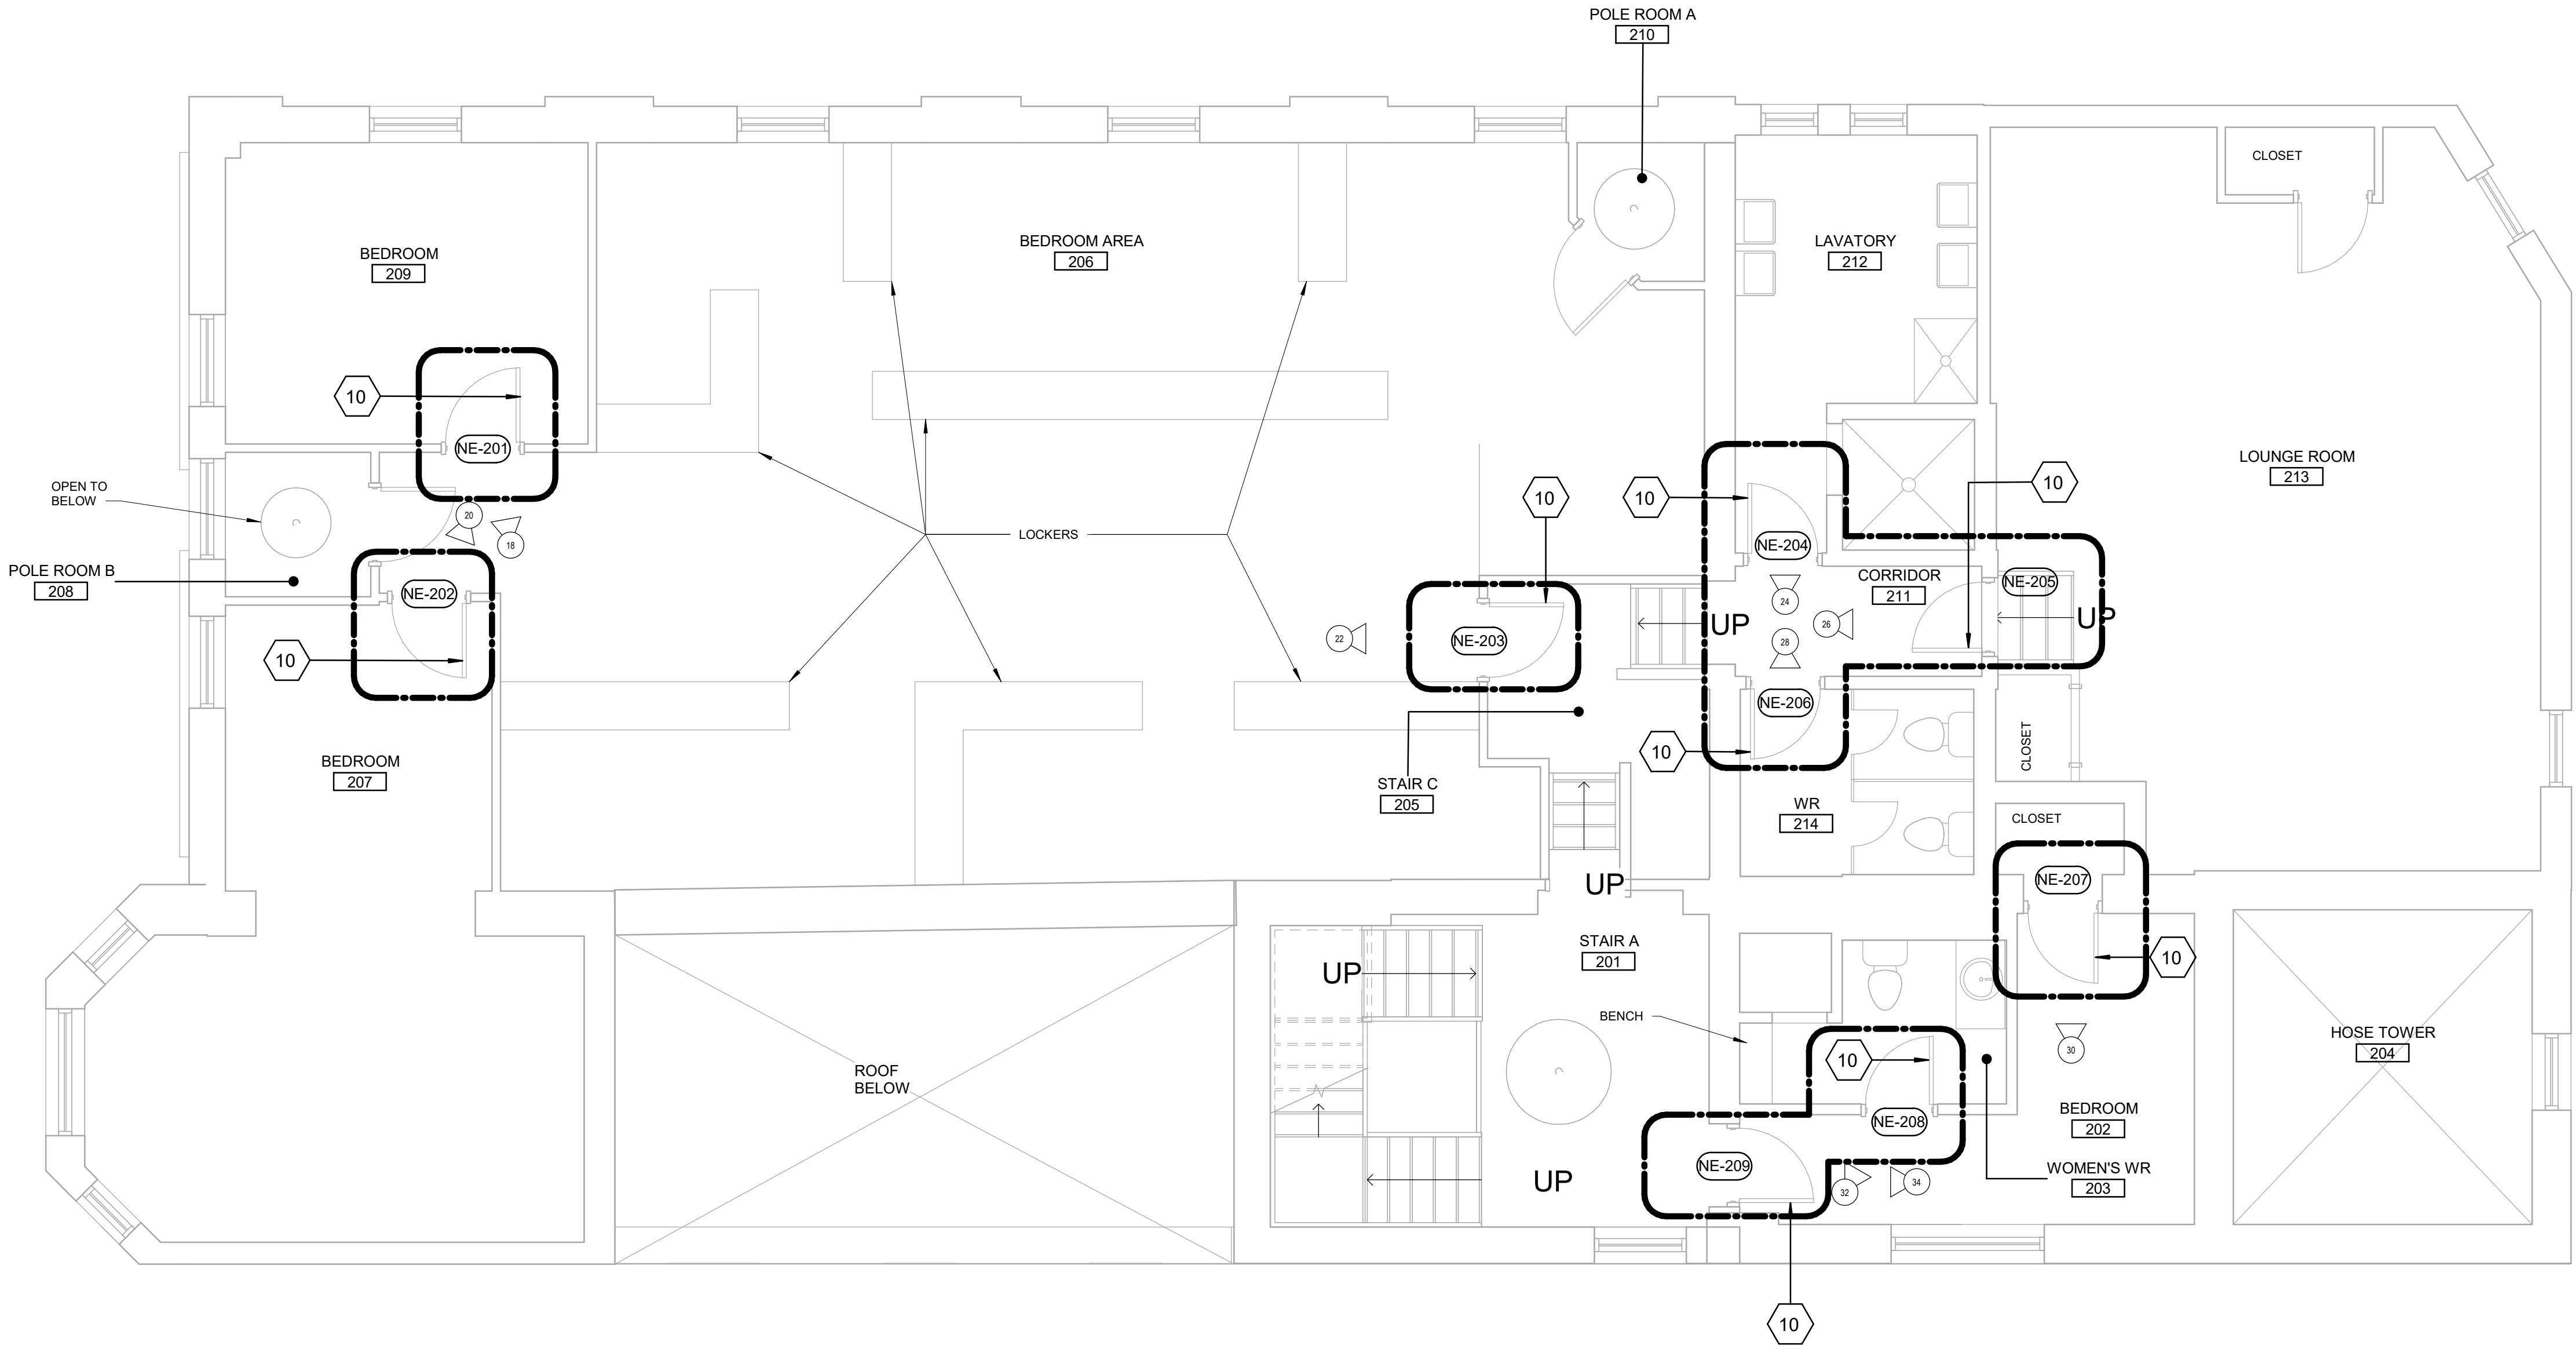 POLE ROOM A
210
CLOSET
BEDROOM
209
BEDROOM AREA
206
LAVATORY
212
10
NE-201
LOUNGE ROOM
213
OPEN TO
BELOW
20
18
LOCKERS
10
10
10
NE-204
NE-205
POLE ROOM B
208
NE-202
CORRIDOR
211
24
26
28
UP
UP
22
NE-203
10
NE-206
10
BEDROOM
207
STAIR C
205
CLOSET
WR
214
CLOSET
UP
NE-207
10
STAIR A
201
UP
BENCH
10
30
HOSE TOWER
204
ROOF
BELOW
NE-208
BEDROOM
202
NE-209
UP
32
34
WOMEN'S WR
203
10